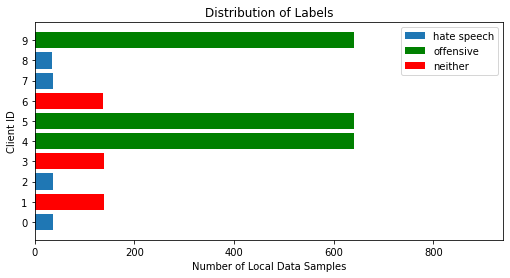 Distribution of Labels
hate speech
offensive
neither
Client ID
9
8
7
6
5
4
3
2
1
0
0 200 400 600 800
Number of Local Data Samples